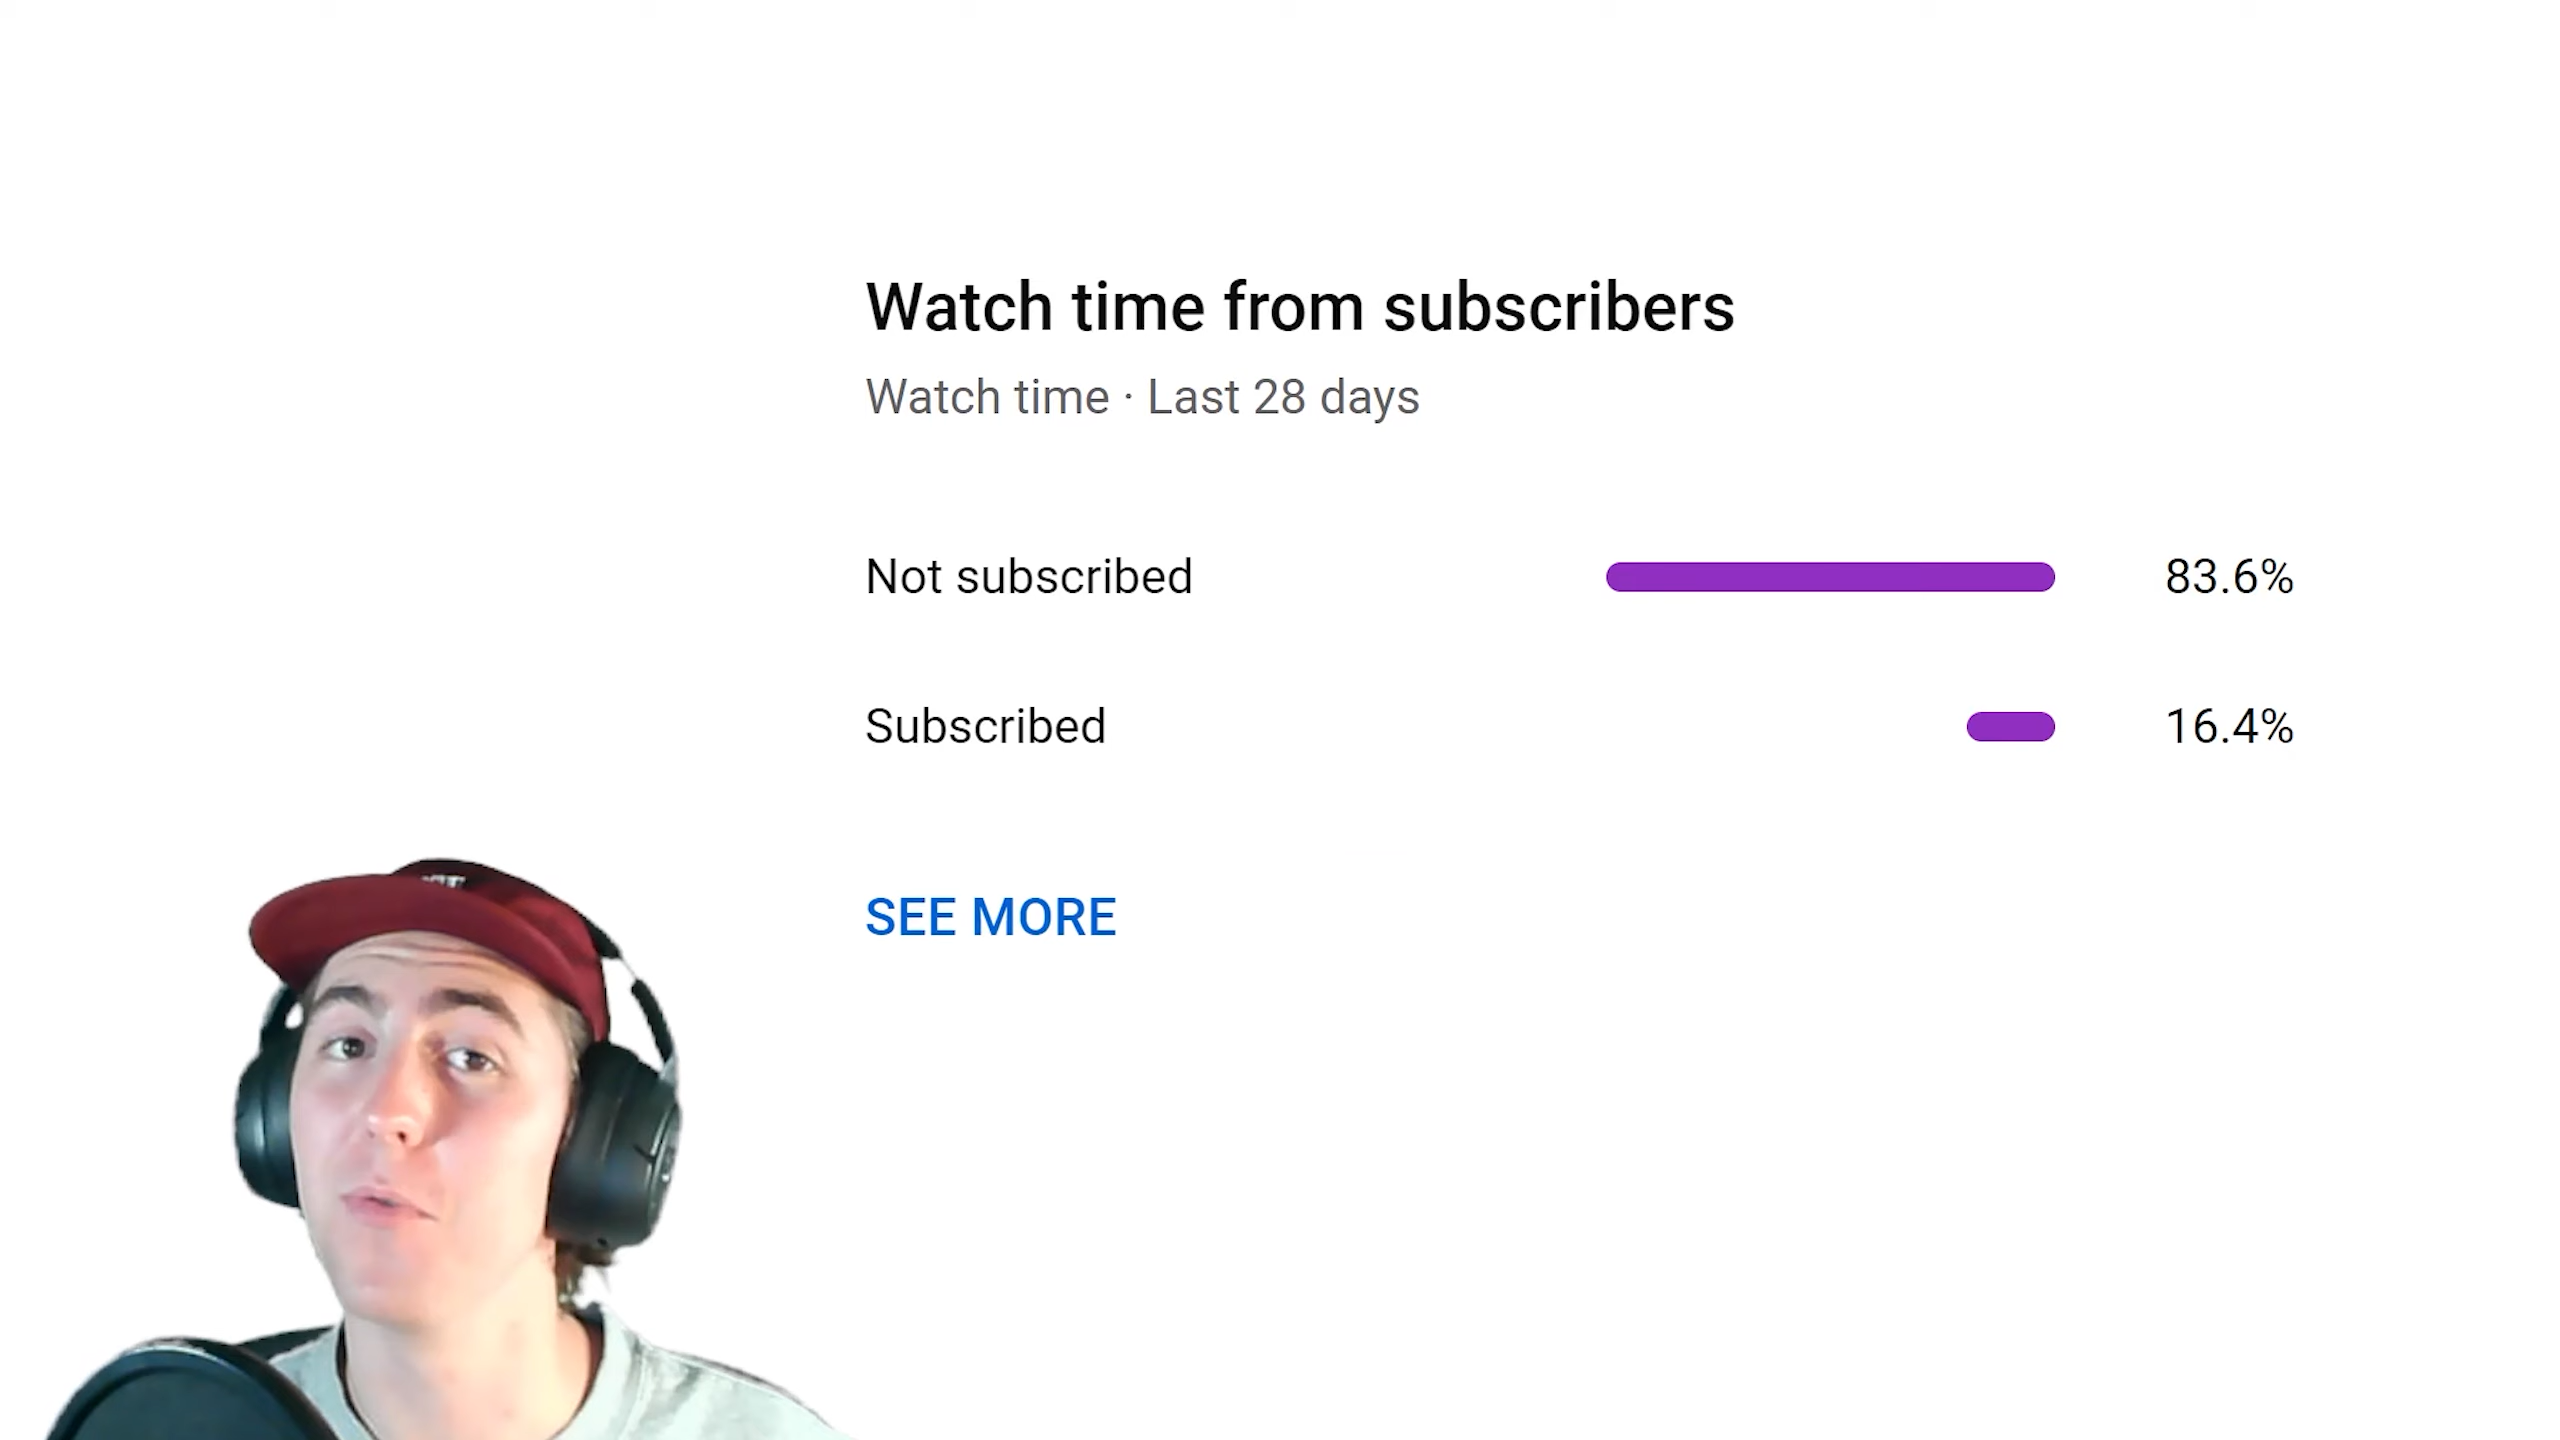 Watch time from subscribers
Watch time · Last 28 days
Not subscribed 83.6%
Subscribed 16.4%
SEE MORE